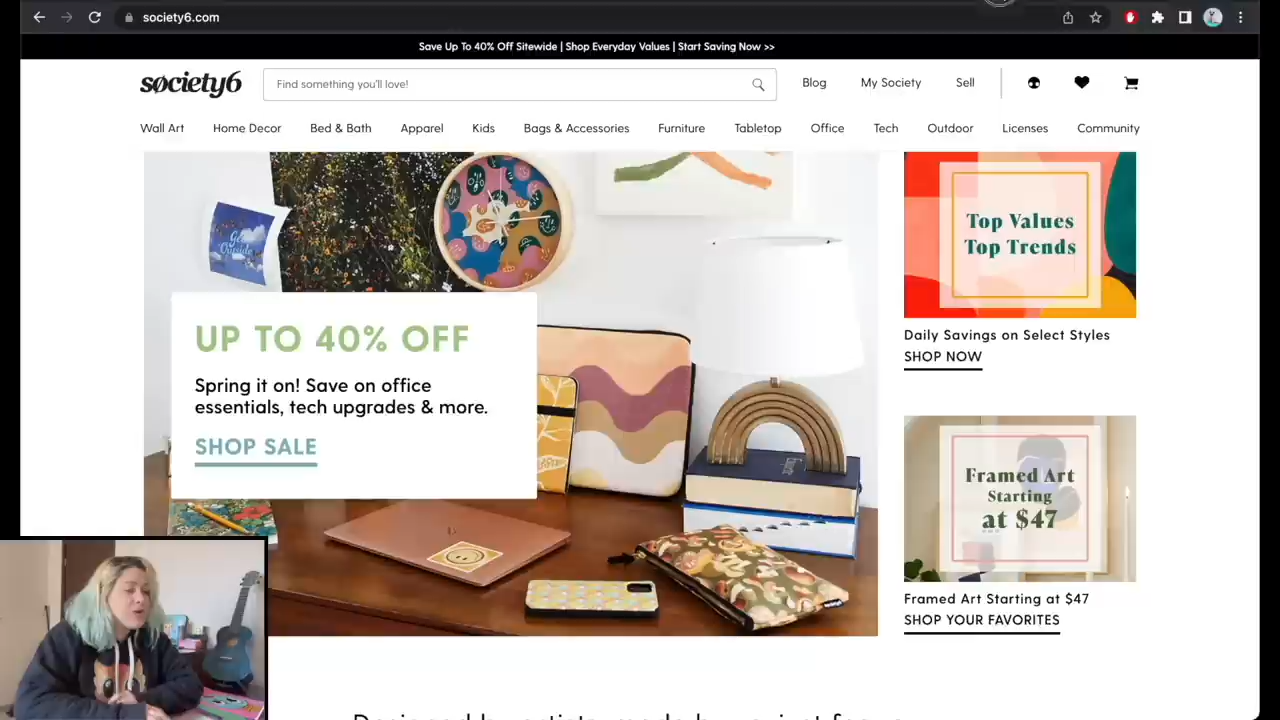 society6.com
Save Up To 40% Off Sitewide | Shop Everyday Values | Start Saving Now >>
society6
Find something you'll love!
Blog
My Society
Sell
Wall Art
Home Decor
Bed & Bath
Apparel
Kids
Bags & Accessories
Furniture
Tabletop
Office
Tech
Outdoor
Licenses
Community
Go
Outside
UP TO 40% OFF
Spring it on! Save on office
essentials, tech upgrades & more.
SHOP SALE
Top Values
Top Trends
Daily Savings on Select Styles
SHOP NOW
Framed Art
Starting
at $47
Framed Art Starting at $47
SHOP YOUR FAVORITES